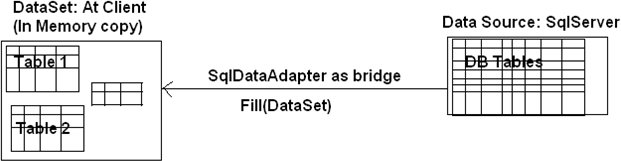 DataSet: At Client
(In Memory copy)
Data Source: SqlServer
Table 1
DB Tables
SqlDataAdapter as bridge
Fill(DataSet)
Table 2